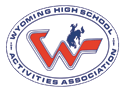 WYOMING HIGH SCHOOL
W
ACTIVITIES ASSOCIATION